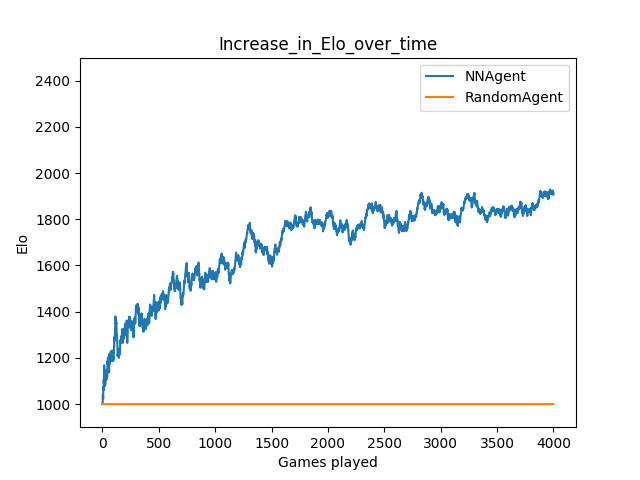 Increase_in_Elo_over_time
NNAgent
RandomAgent
2400
2200
2000
1800
1600
1400
1200
1000
Elo
0 500 1000 1500 2000 2500 3000 3500 4000
Games played